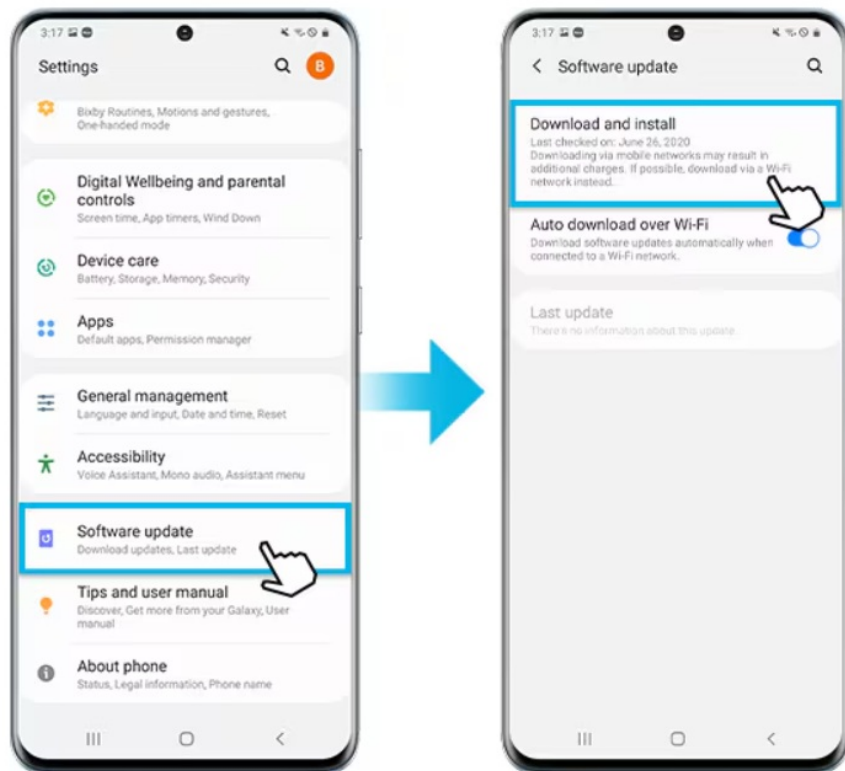 3:17
Settings
B
Bixby Routines, Motions and gestures,
One-handed mode
Digital Wellbeing and parental
controls
Screen time, App timers, Wind Down
Device care
Battery, Storage, Memory, Security
Apps
Default apps, Permission manager
General management
Language and input, Date and time, Reset
Accessibility
Voice Assistant, Mono audio, Assistant menu
Software update
Download updates, Last update
Tips and user manual
Discover, Get more from your Galaxy, User
manual
About phone
Status, Legal information, Phone name
3:17
Software update
Download and install
Last checked on: June 26, 2020
Downloading via mobile networks may result in
additional charges. If possible, download via a Wi-Fi
network instead.
Auto download over Wi-Fi
Download software updates automatically when
connected to a Wi-Fi network.
Last update
There's no information about this update.